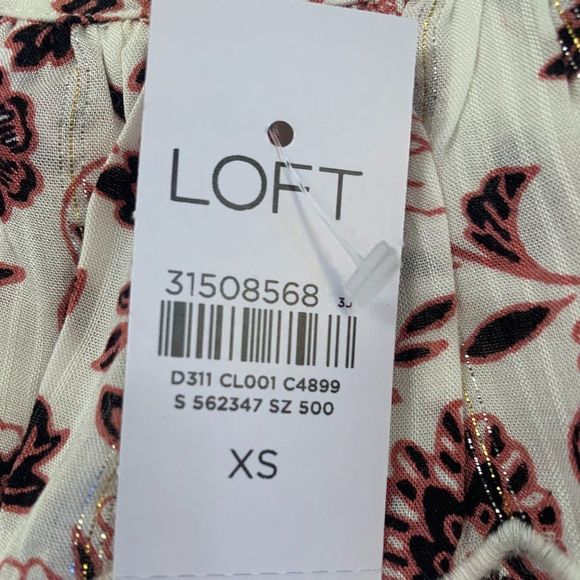 LOFT
31508568
D311 CL001 C4899
S 562347 SZ 500
XS